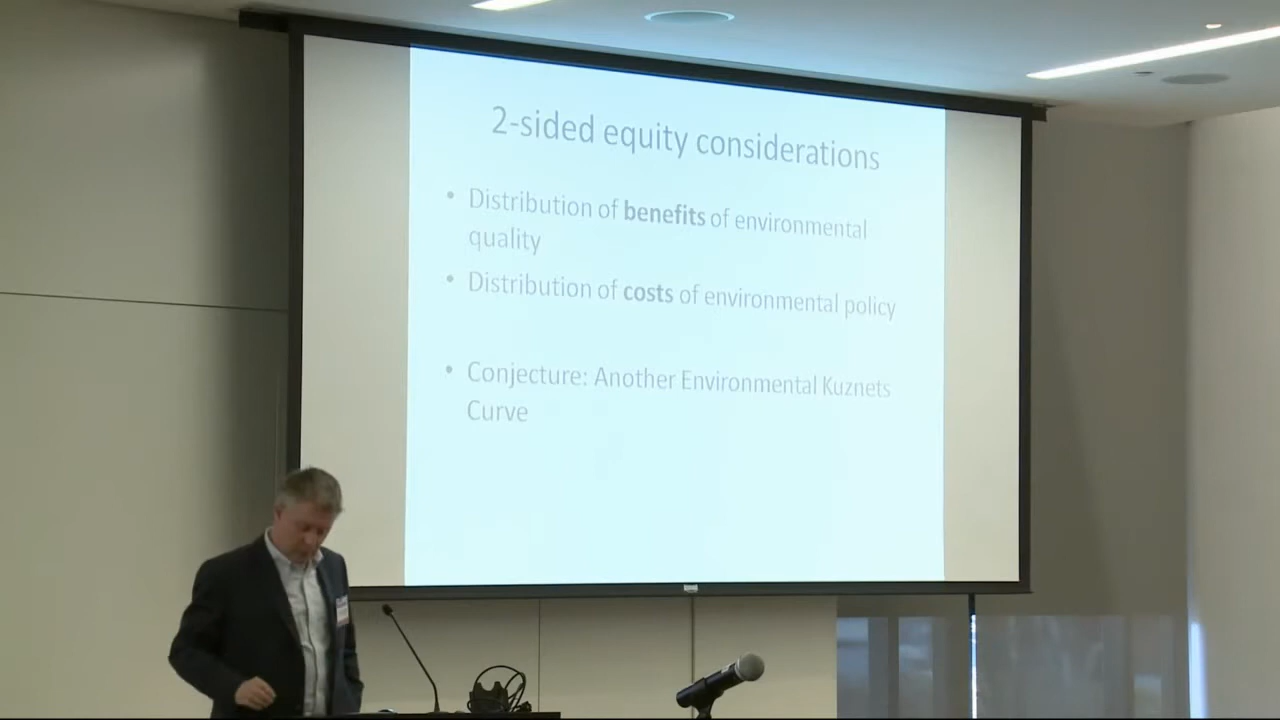 2-sided equity considerations
• Distribution of benefits of environmental
quality
• Distribution of costs of environmental policy
• Conjecture: Another Environmental Kuznets
Curve